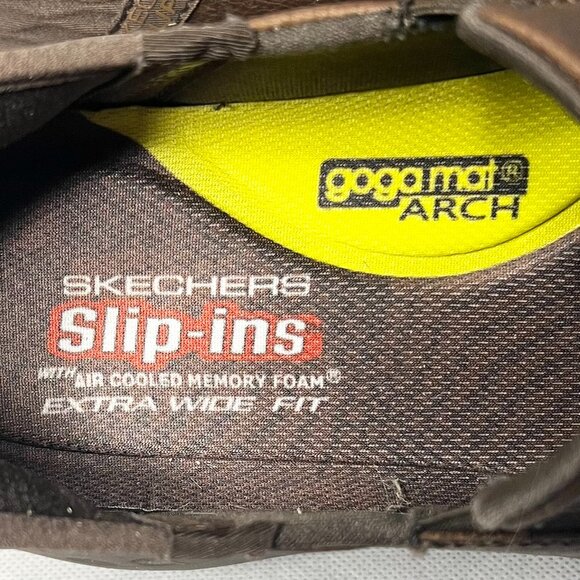 goga mat®
ARCH
SKECHERS
Slip-ins
WITH AIR COOLED MEMORY FOAM®
EXTRA WIDE FIT